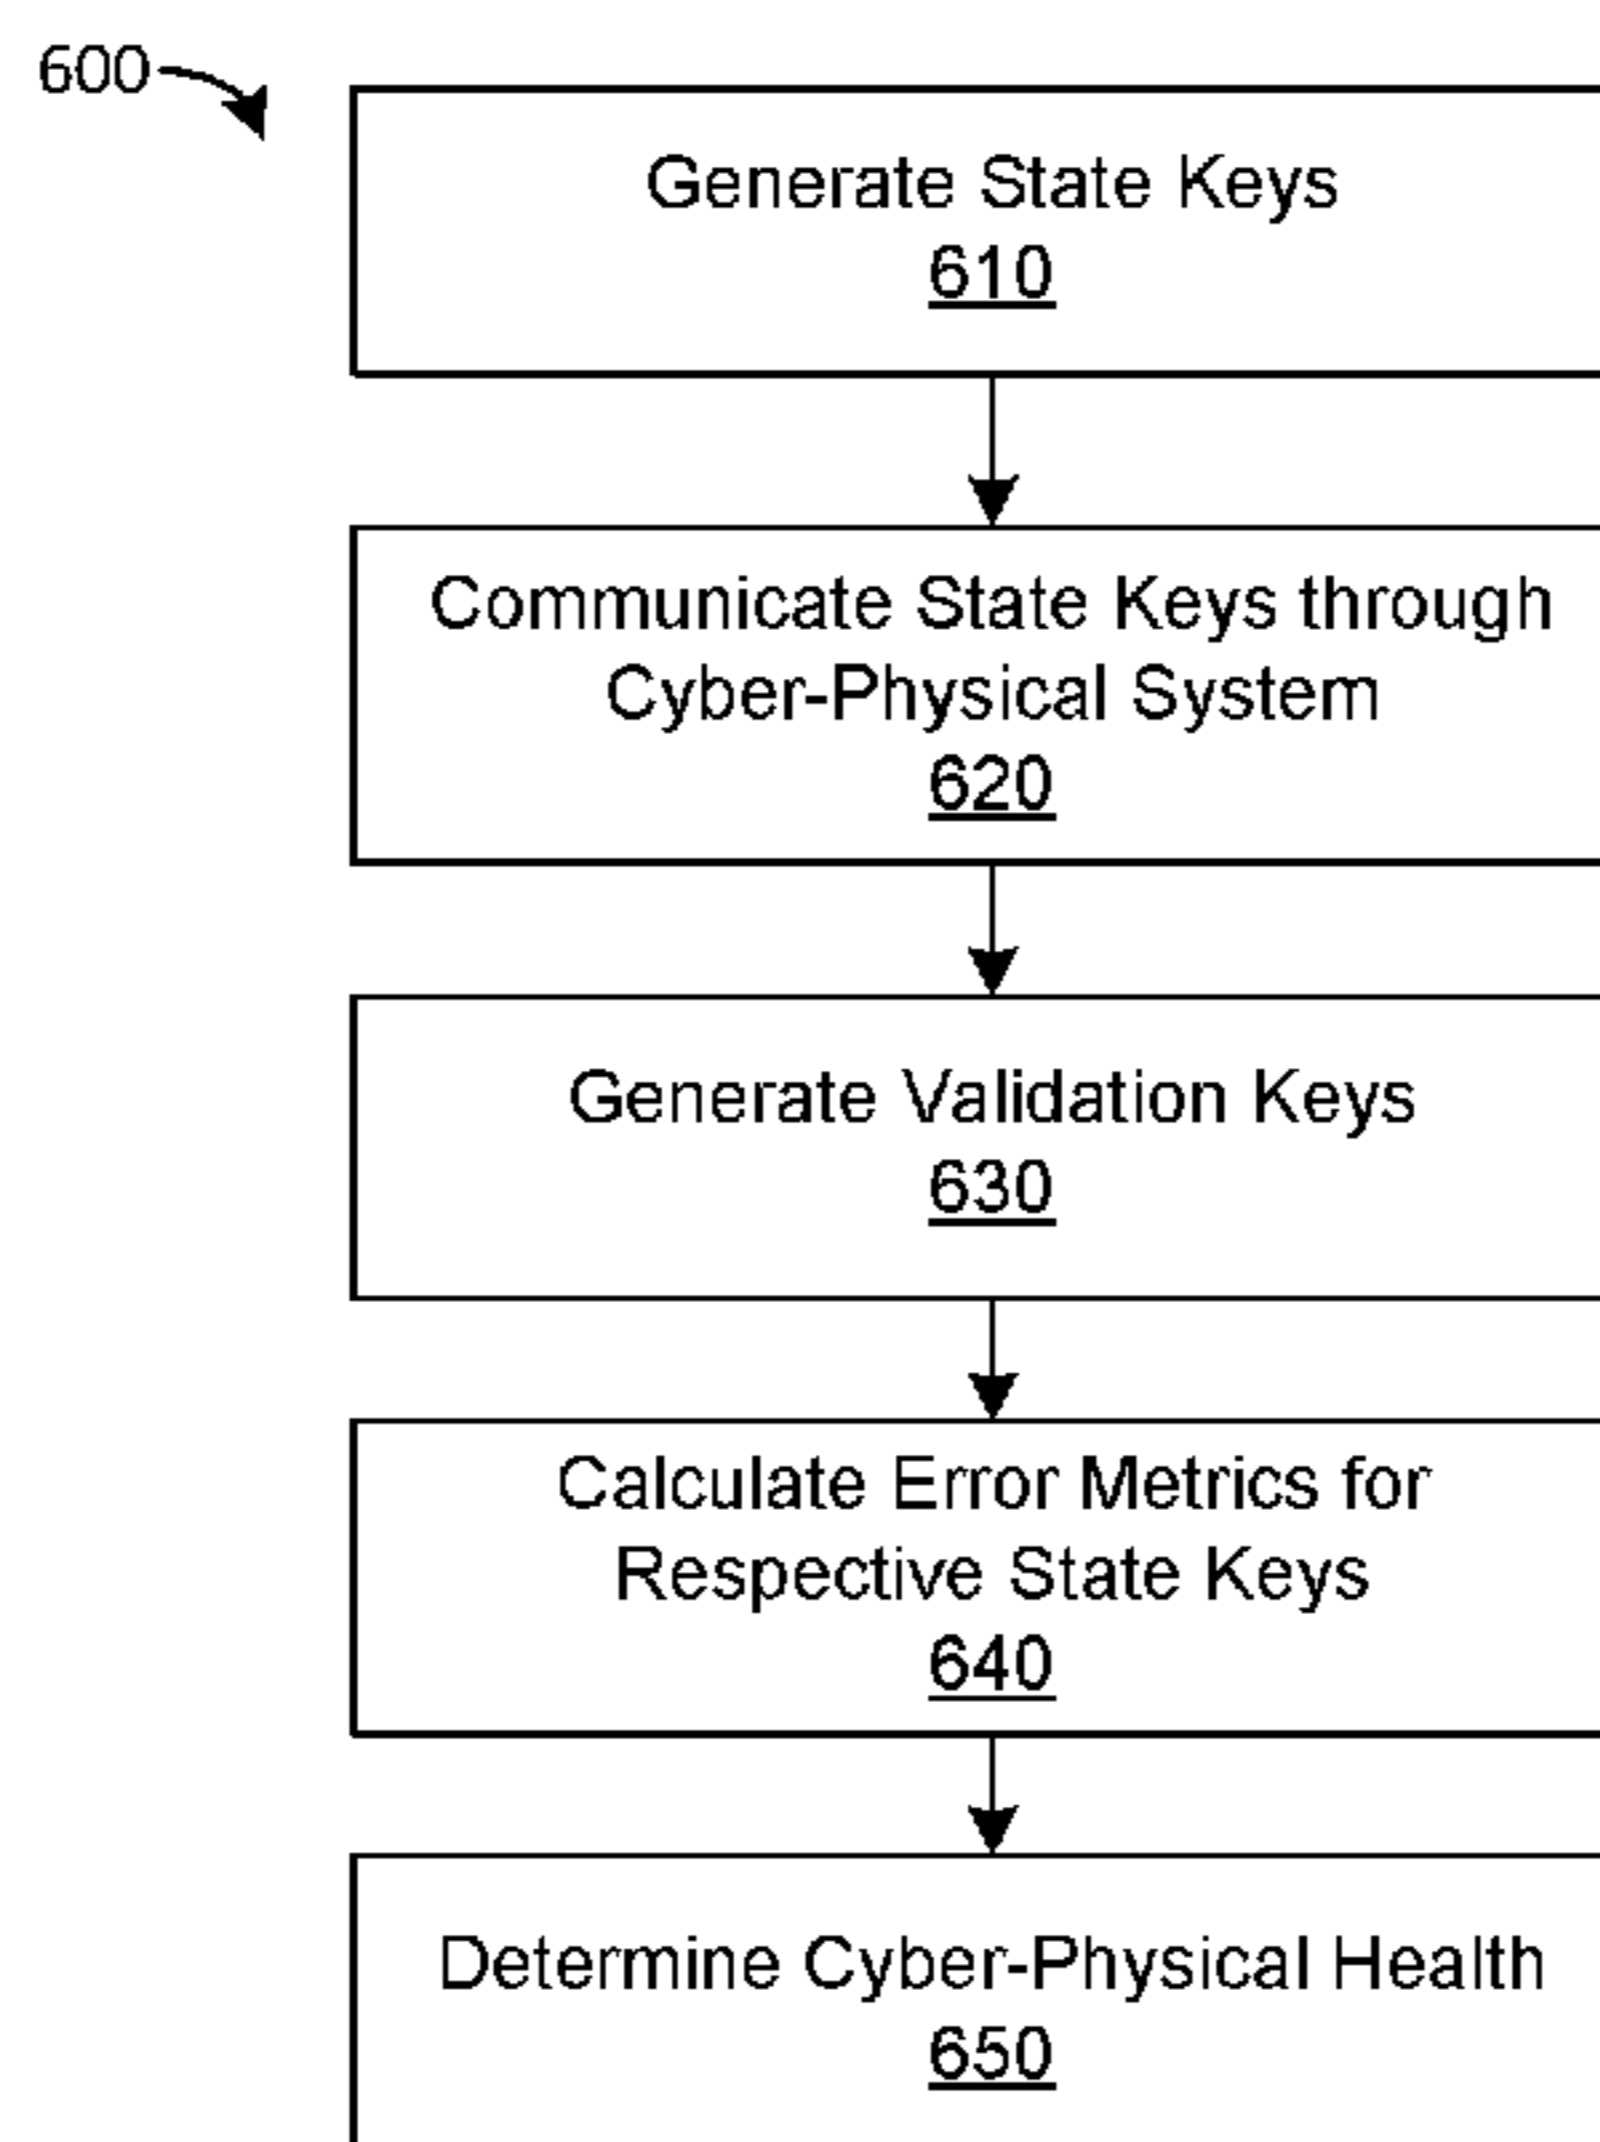 600
Generate State Keys
610
Communicate State Keys through
Cyber-Physical System
620
Generate Validation Keys
630
Calculate Error Metrics for
Respective State Keys
640
Determine Cyber-Physical Health
650